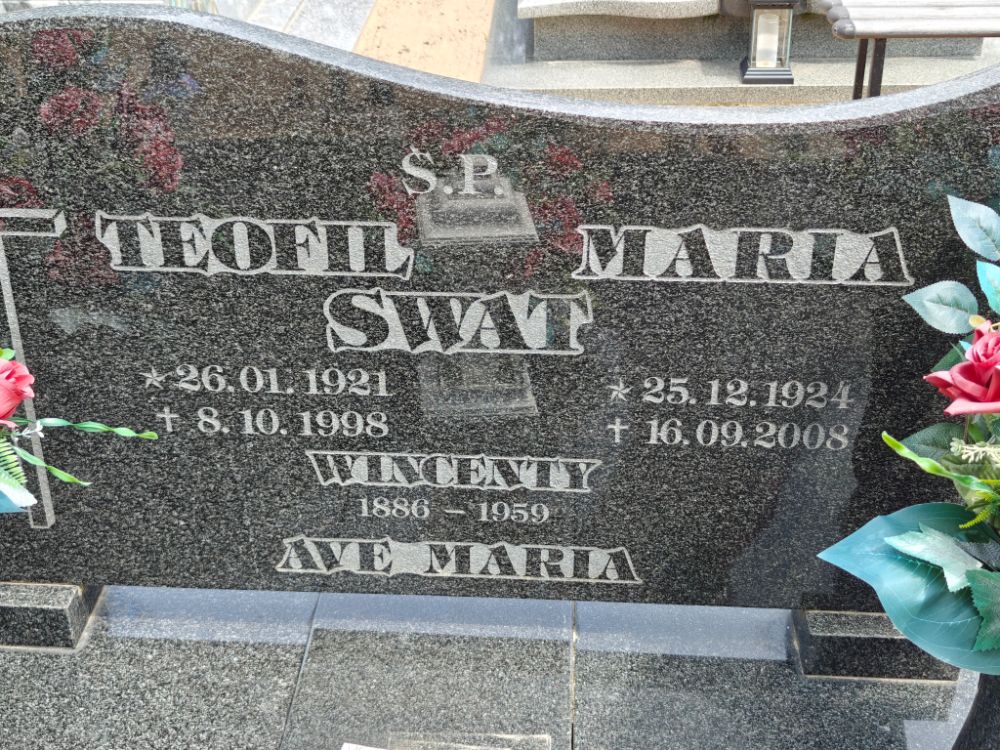 Ś.P.
TEOFIL MARIA
SWAT
★26.01.1921 ★25.12.1924
✝ 8.10.1998 ✝ 16.09.2008
WINCENTY
1886 – 1959
AVE MARIA